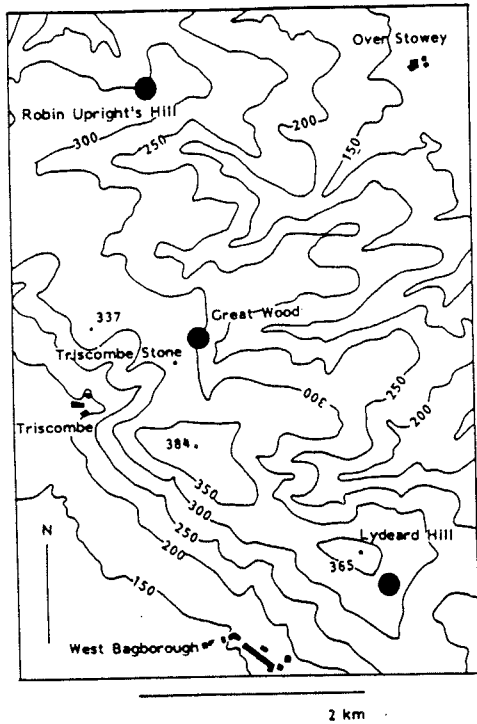 Over Stowey
Robin Upright's Hill
300
250
200
150
337
Great Wood
Triscombe Stone
300
250
200
Triscombe
384
350
300
250
200
Lydeard Hill
365
N
150
West Bagborough
2 km